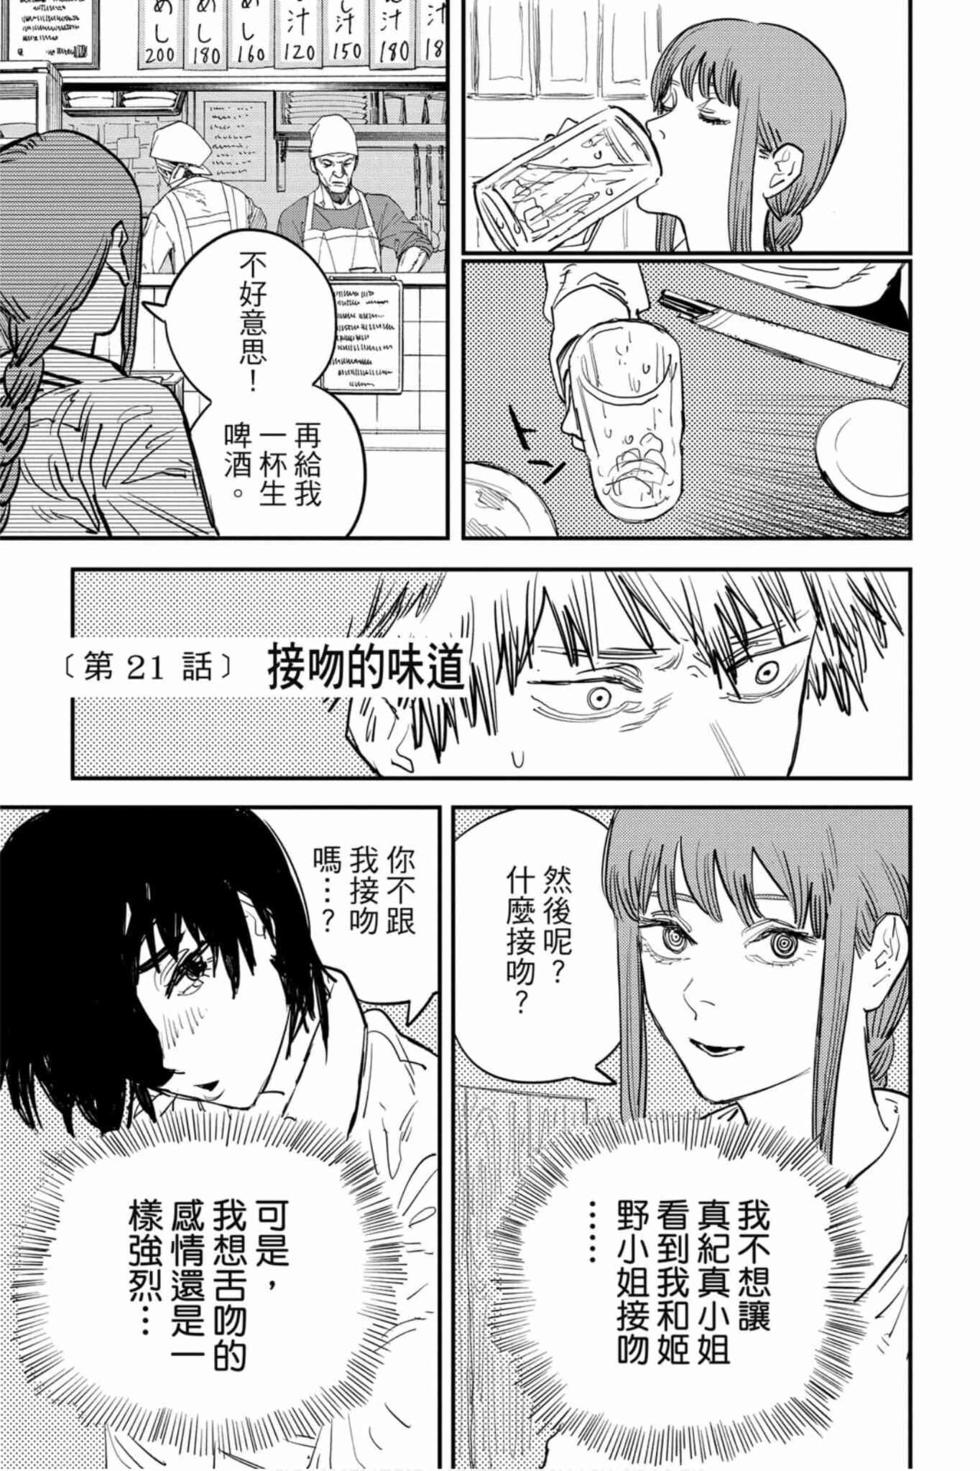 めし
200
めし
180
めし
160
汁
120
汁
150
汁
180
汁
18
不好意思！
再給我
一杯生
啤酒。
〔第 21 話〕 接吻的味道
然後呢？
什麼接吻？
我不想讓
真紀真小姐
看到我和姬
野小姐接吻
……
你不跟
我接吻
嗎…？
可是，
我想舌吻的
感情還是一
樣強烈…